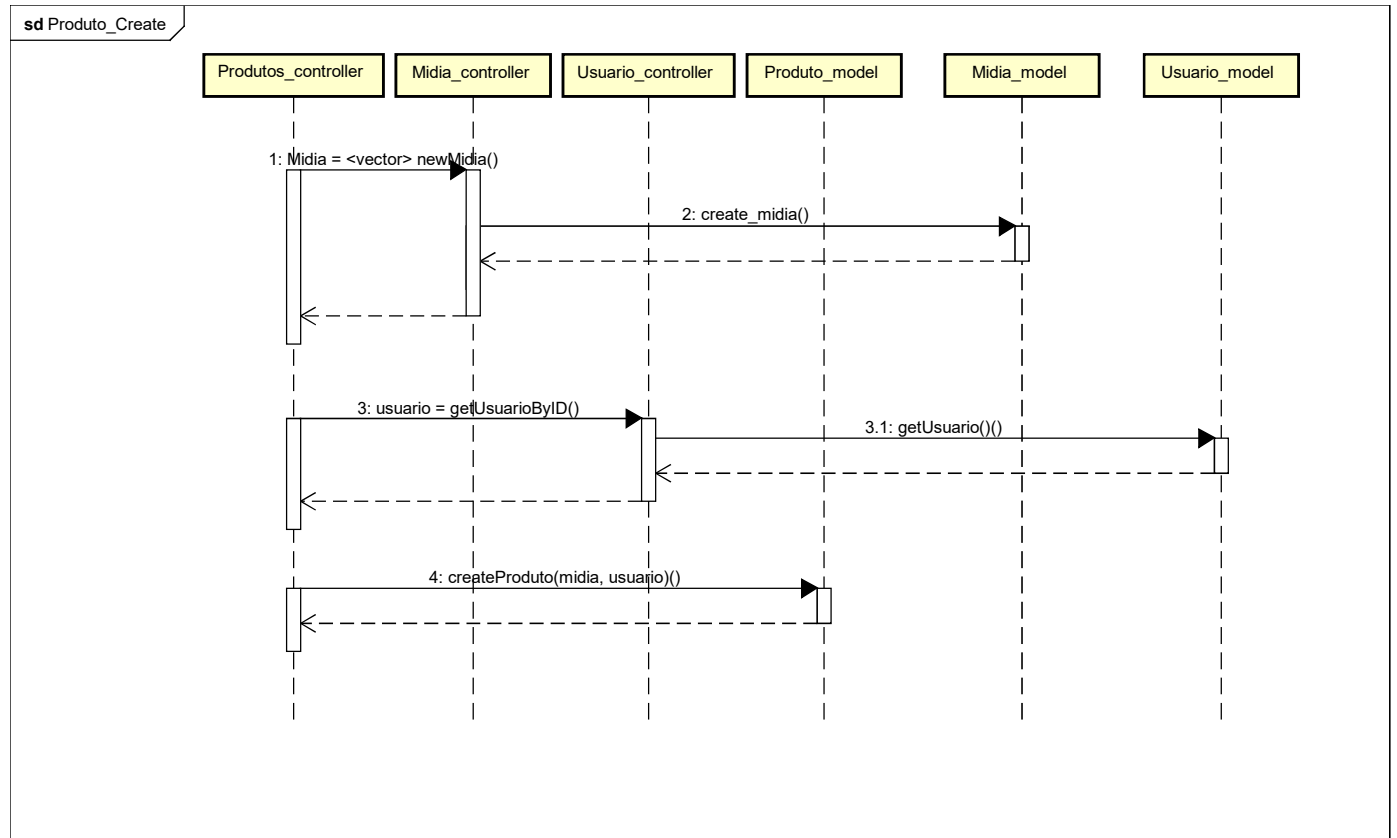 sd Produto_Create
Produtos_controller
Midia_controller
Usuario_controller
Produto_model
Midia_model
Usuario_model
1: Midia = <vector> newMidia()
2: create_midia()
3: usuario = getUsuarioByID()
3.1: getUsuario()()
4: createProduto(midia, usuario)()